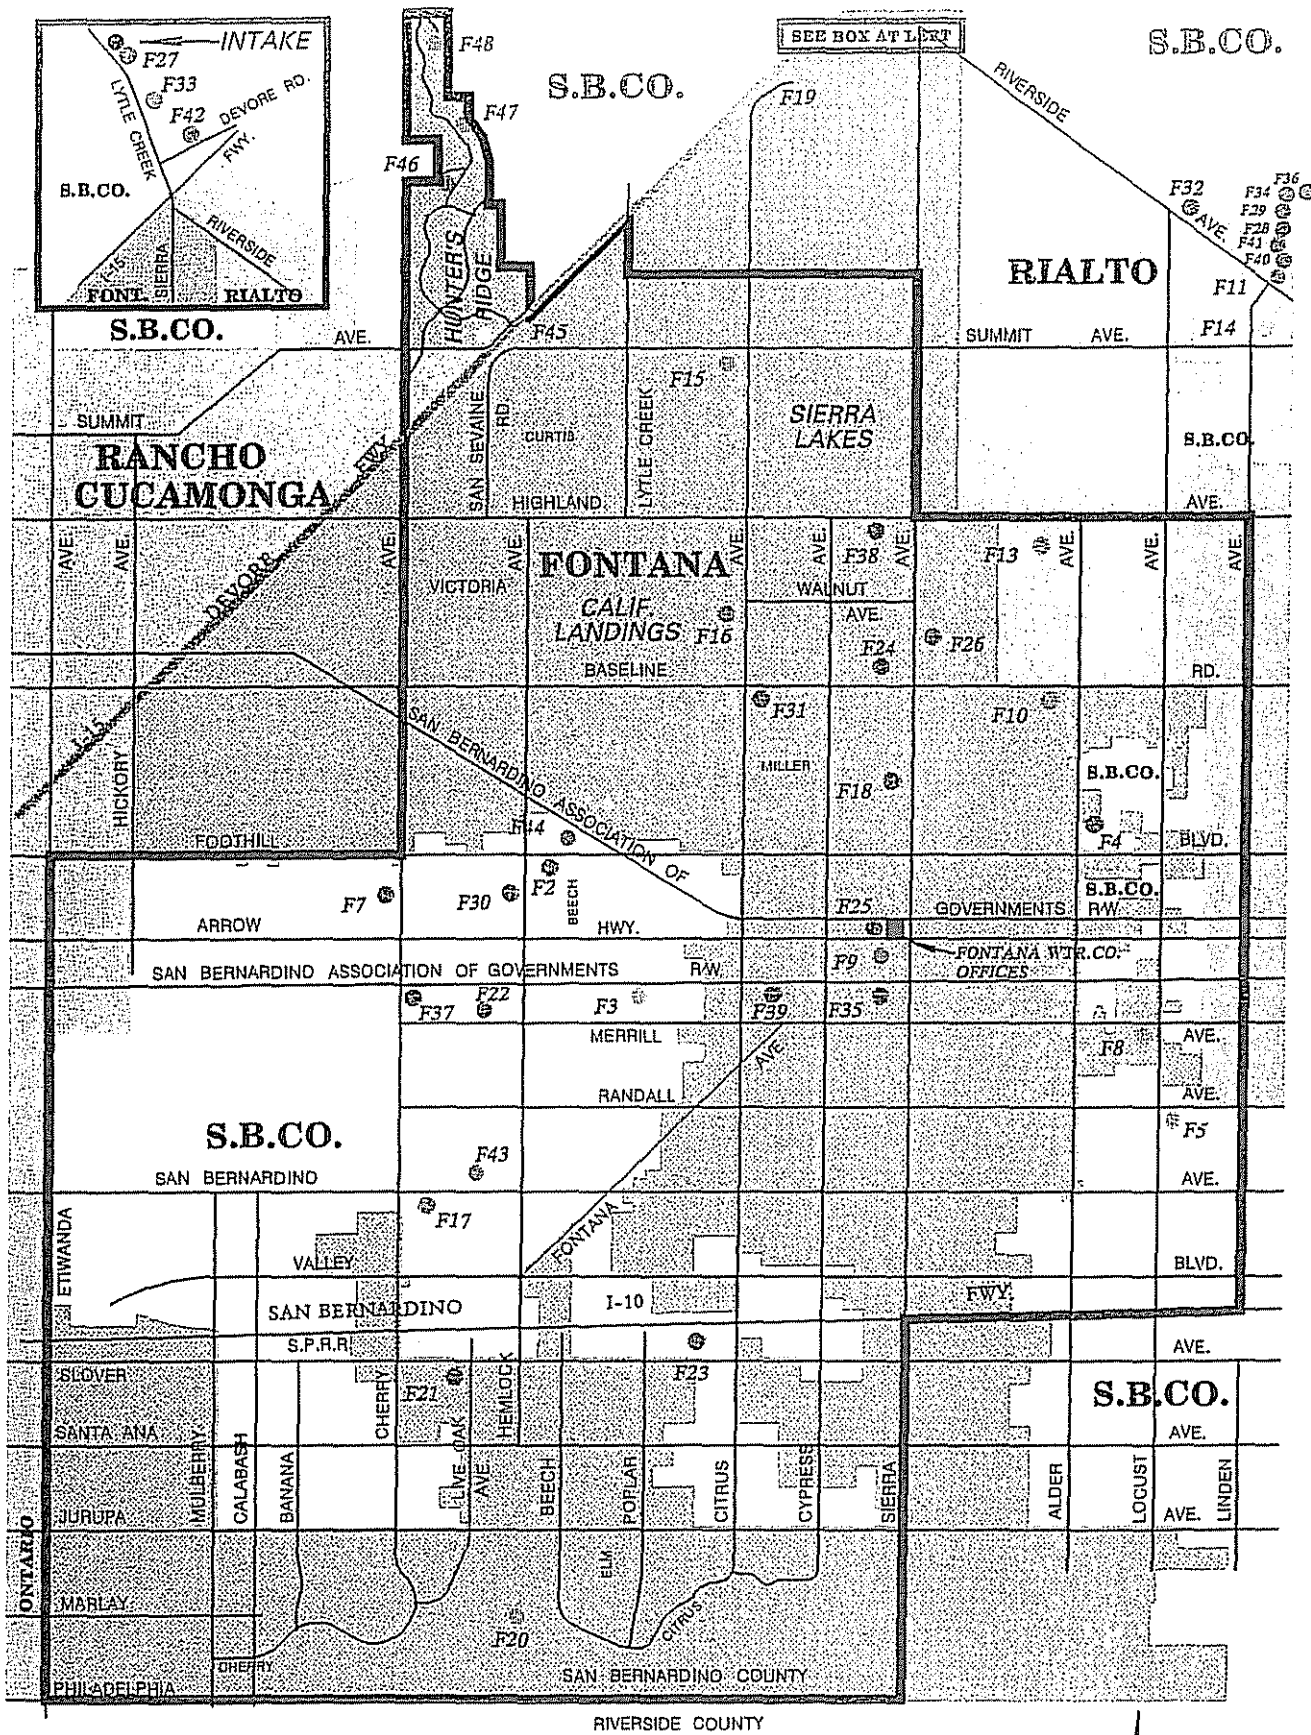 INTAKE
F27
F33
F42
LYTLE CREEK
DEVORE RD.
FWY.
S.B.CO.
RIVERSIDE
I-15
SIERRA
FONT.
RIALTO
F48
F47
F46
S.B.CO.
SEE BOX AT LEFT
S.B.CO.
F19
RIVERSIDE
AVE.
F32
F36
F34
F29
F28
F41
F40
F11
F14
RIALTO
HUNTER'S
RIDGE
F45
S.B.CO.
AVE.
SUMMIT
AVE.
SUMMIT
F15
SIERRA
LAKES
SAN SEVAINE
RD.
CURTIS
LYTLE CREEK
S.B.CO.
RANCHO
CUCAMONGA
FWY.
HIGHLAND
AVE.
AVE.
AVE.
DEVORE
AVE.
AVE.
AVE.
AVE.
AVE.
AVE.
AVE.
AVE.
VICTORIA
FONTANA
CALIF.
LANDINGS
F16
F38
WALNUT
AVE.
F13
F24
F26
BASELINE
RD.
I-15
HICKORY
SAN BERNARDINO ASSOCIATION OF
F31
MILLER
F10
F18
S.B.CO.
F4
FOOTHILL
BLVD.
F44
F7
F30
F2
BEECH
S.B.CO.
F25
GOVERNMENTS R/W.
ARROW
HWY.
FONTANA WTR.CO.
OFFICES
SAN BERNARDINO ASSOCIATION OF GOVERNMENTS R/W.
F9
F37
F22
F3
F39
F35
MERRILL
AVE.
F8
AVE.
RANDALL
AVE.
S.B.CO.
F5
F43
SAN BERNARDINO
AVE.
F17
ETIWANDA
FONTANA
VALLEY
BLVD.
SAN BERNARDINO
I-10
FWY.
S.P.R.R.
F23
AVE.
SLOVER
F21
CHERRY
HEMLOCK
S.B.CO.
SANTA ANA
AVE.
MULBERRY
CALABASH
BANANA
LIVE OAK
AVE.
BEECH
POPLAR
CITRUS
CYPRESS
SIERRA
ALDER
LOCUST
LINDEN
JURUPA
AVE.
ONTARIO
ELM
MARLAY
F20
CITRUS
CHERRY
SAN BERNARDINO COUNTY
PHILADELPHIA
RIVERSIDE COUNTY